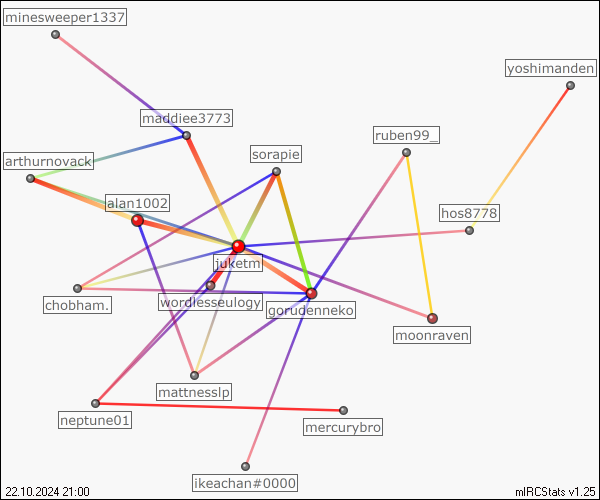 minesweeper1337
yoshimanden
maddiee3773
ruben99_
sorapie
arthurnovack
alan1002
hos8778
juketm
chobham.
wordlesseulogy
gorudenneko
moonraven
mattnesslp
neptune01
mercurybro
ikeachan#0000
22.10.2024 21:00
mIRCStats v1.25